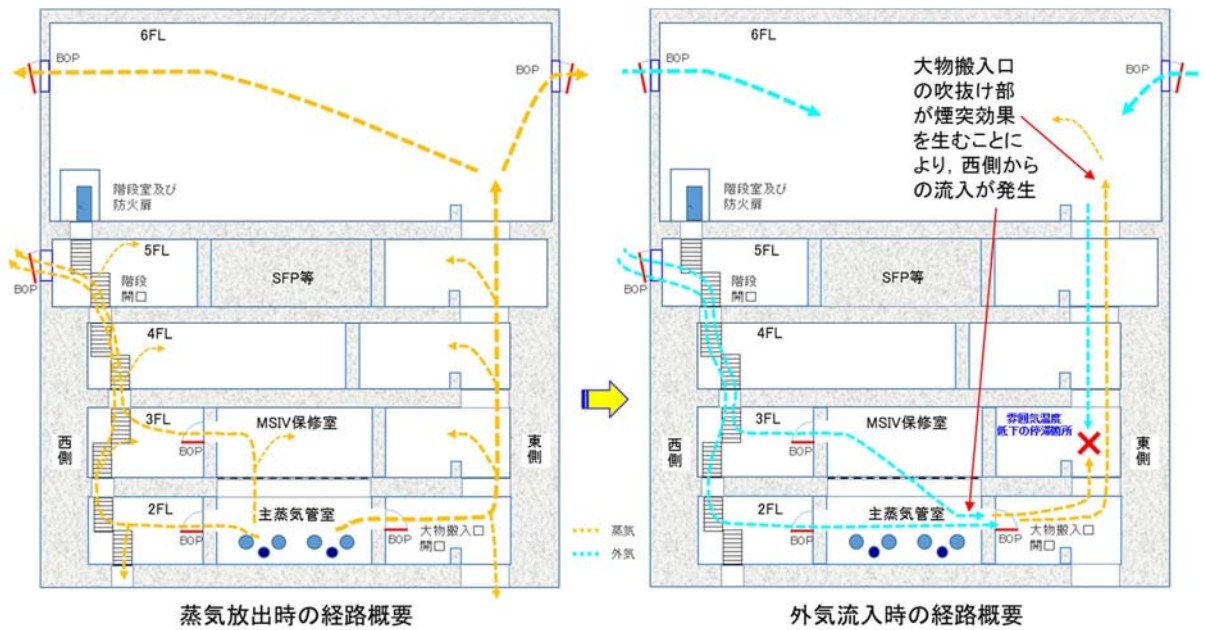 6FL
BOP
BOP
階段室及び
防火扉
5FL
階段
開口
BOP
SFP等
4FL
3FL
MSIV保修室
BOP
西
側
東
側
2FL
主蒸気管室
BOP
BOP
大物搬入口
開口
蒸気放出時の経路概要
蒸気
外気
6FL
BOP
BOP
大物搬入口
の吹抜け部
が煙突効果
を生むことに
より,西側から
の流入が発生
階段室及び
防火扉
5FL
階段
開口
BOP
SFP等
4FL
3FL
MSIV保修室
BOP
雰囲気温度
低下の停滞箇所
西
側
東
側
2FL
主蒸気管室
BOP
BOP
大物搬入口
開口
外気流入時の経路概要